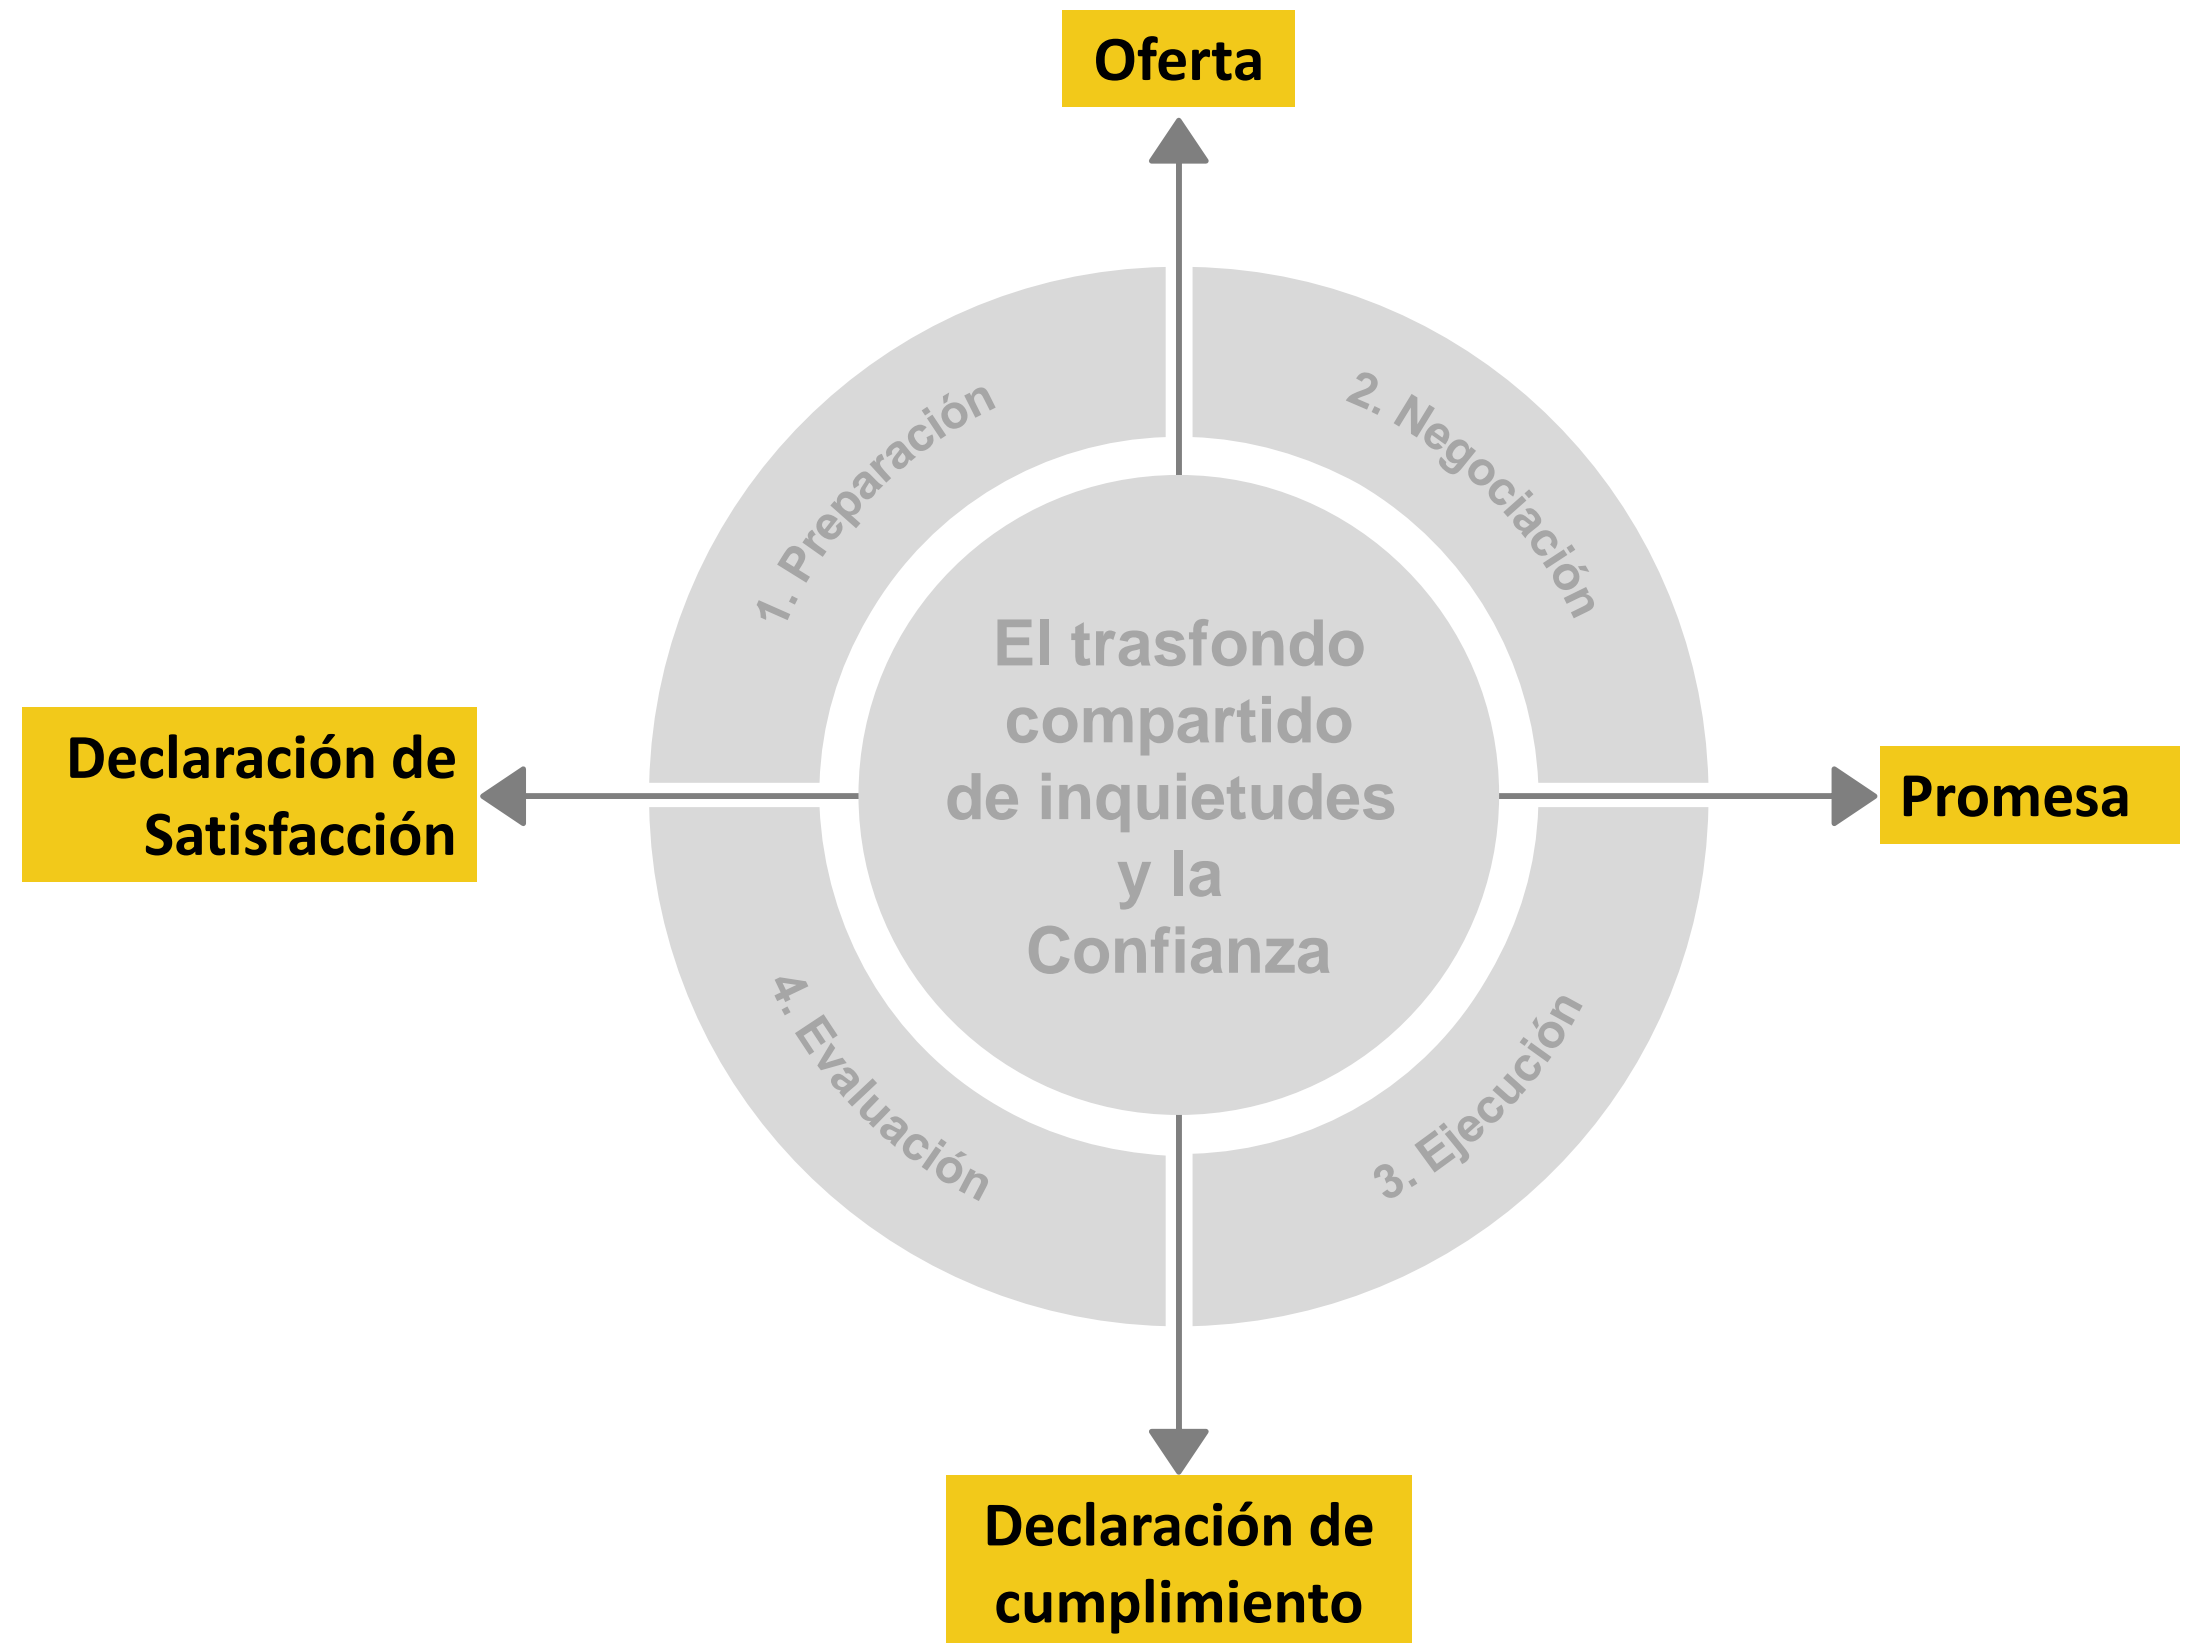 Oferta
1. Preparación
2. Negociación
El trasfondo
compartido
de inquietudes
y la
Confianza
Declaración de
Satisfacción
Promesa
4. Evaluación
3. Ejecución
Declaración de
cumplimiento